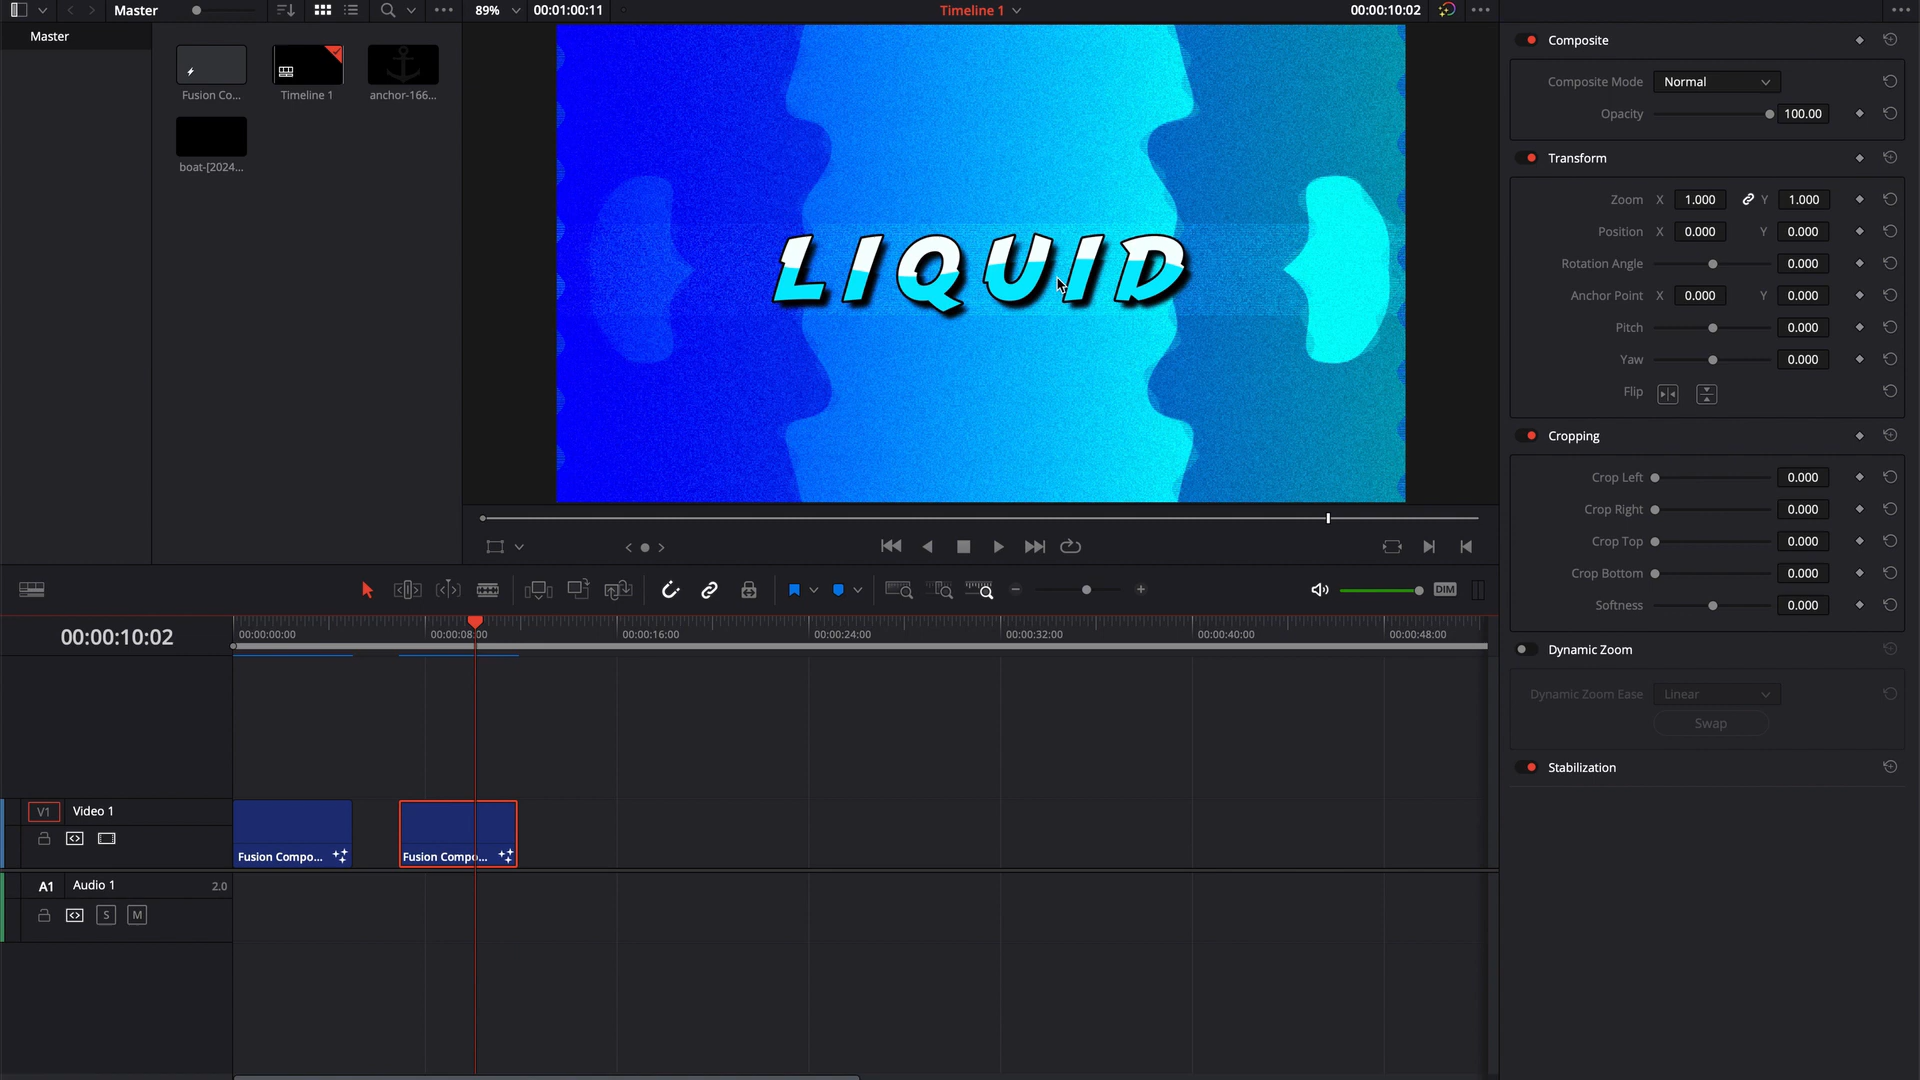 Master
89%
00:01:00:11
Timeline 1
00:00:10:02
Master
Fusion Co...
Timeline 1
anchor-166...
boat-[2024...
LIQUID
Composite
Composite Mode
Normal
Opacity
100.00
Transform
Zoom X 1.000 Y 1.000
Position X 0.000 Y 0.000
Rotation Angle 0.000
Anchor Point X 0.000 Y 0.000
Pitch 0.000
Yaw 0.000
Flip
Cropping
Crop Left 0.000
Crop Right 0.000
Crop Top 0.000
Crop Bottom 0.000
Softness 0.000
Dynamic Zoom
Dynamic Zoom Ease Linear
Swap
Stabilization
DIM
00:00:10:02
00:00:00:00
00:00:08:00
00:00:16:00
00:00:24:00
00:00:32:00
00:00:40:00
00:00:48:00
V1 Video 1
Fusion Compo...
Fusion Compo...
A1 Audio 1 2.0
S M